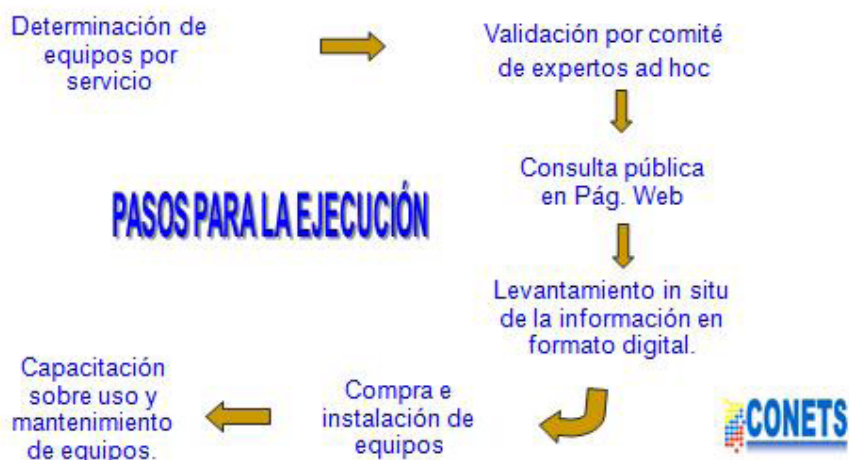 Determinación de
equipos por
servicio
Validación por comité
de expertos ad hoc
Consulta pública
en Pág. Web
PASOS PARA LA EJECUCIÓN
Levantamiento in situ
de la información en
formato digital.
Compra e
instalación de
equipos
Capacitación
sobre uso y
mantenimiento
de equipos.
CONETS